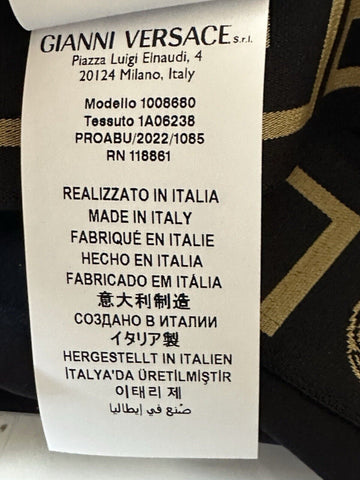 GIANNI VERSACE S.r.l.
Piazza Luigi Einaudi, 4
20124 Milano, Italy
Modello 1008680
Tessuto 1A06238
PROABU/2022/1085
RN 118861
REALIZZATO IN ITALIA
MADE IN ITALY
FABRIQUÉ EN ITALIE
HECHO EN ITALIA
FABRICADO EM ITÁLIA
意大利制造
СОЗДАНО В ИТАЛИИ
イタリア製
HERGESTELLT IN ITALIEN
İTALYA'DA ÜRETİLMİŞTİR
이태리 제
صُنع في إيطاليا